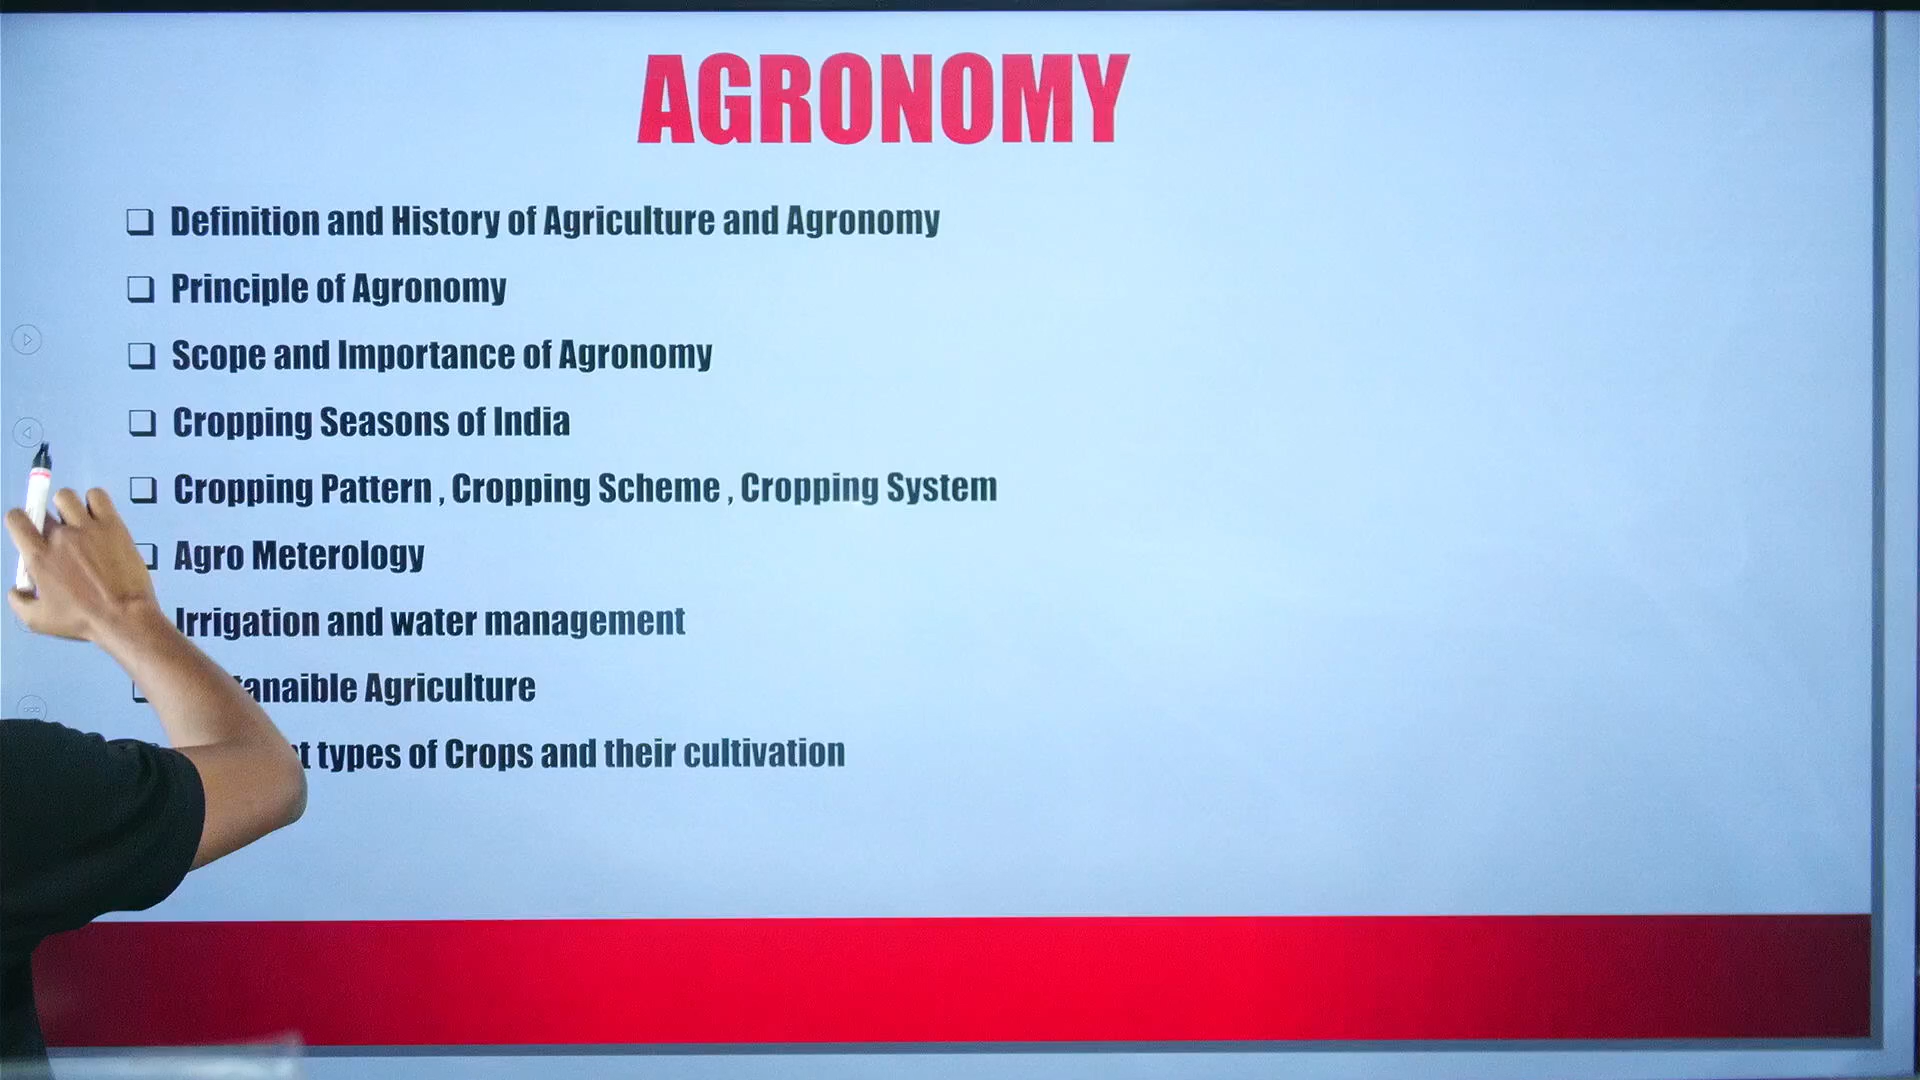 AGRONOMY
Definition and History of Agriculture and Agronomy
Principle of Agronomy
Scope and Importance of Agronomy
Cropping Seasons of India
Cropping Pattern , Cropping Scheme , Cropping System
Agro Meterology
Irrigation and water management
Agriculture
types of Crops and their cultivation